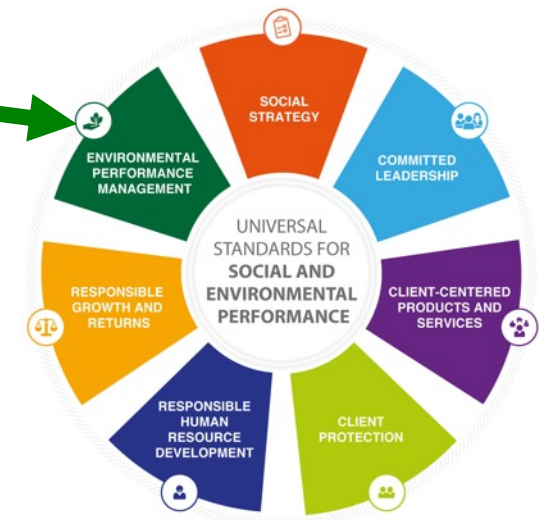 SOCIAL
STRATEGY
COMMITTED
LEADERSHIP
CLIENT-CENTERED
PRODUCTS AND
SERVICES
CLIENT
PROTECTION
RESPONSIBLE
HUMAN
RESOURCE
DEVELOPMENT
RESPONSIBLE
GROWTH AND
RETURNS
ENVIRONMENTAL
PERFORMANCE
MANAGEMENT
UNIVERSAL
STANDARDS FOR
SOCIAL AND
ENVIRONMENTAL
PERFORMANCE